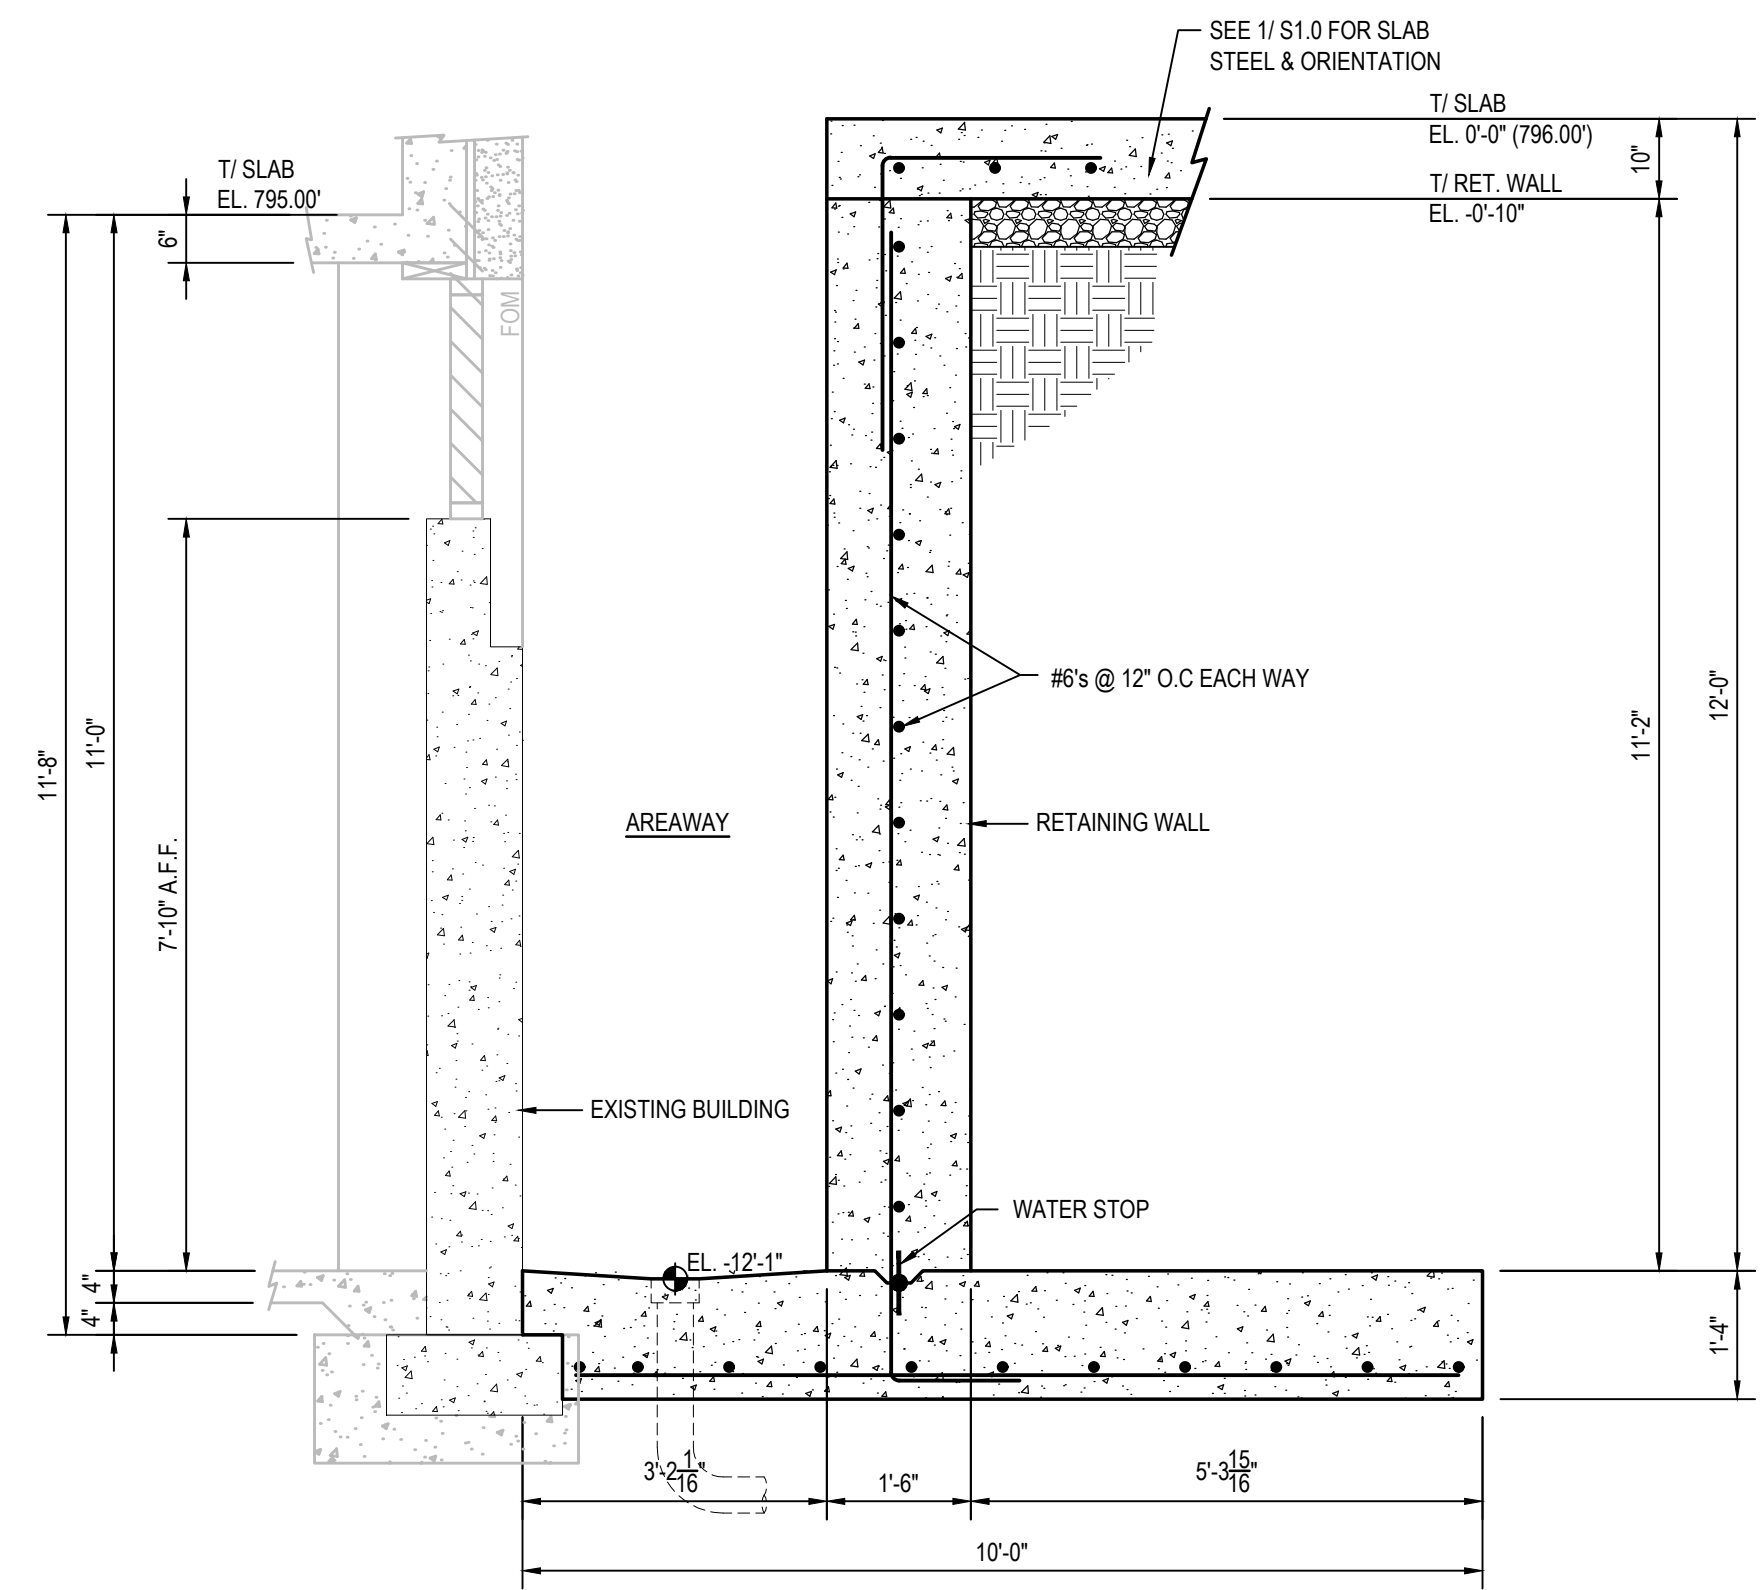 SEE 1/ S1.0 FOR SLAB
STEEL & ORIENTATION
T/ SLAB
EL. 0'-0" (796.00')
10"
T/ RET. WALL
EL. -0'-10"
T/ SLAB
EL. 795.00'
6"
FOM
#6's @ 12" O.C EACH WAY
12'-0"
11'-2"
11'-0"
11'-8"
AREAWAY
RETAINING WALL
7'-10" A.F.F.
EXISTING BUILDING
WATER STOP
EL. -12'-1"
4"
4"
1'-4"
3'-2 1/16"
1'-6"
5'-3 15/16"
10'-0"